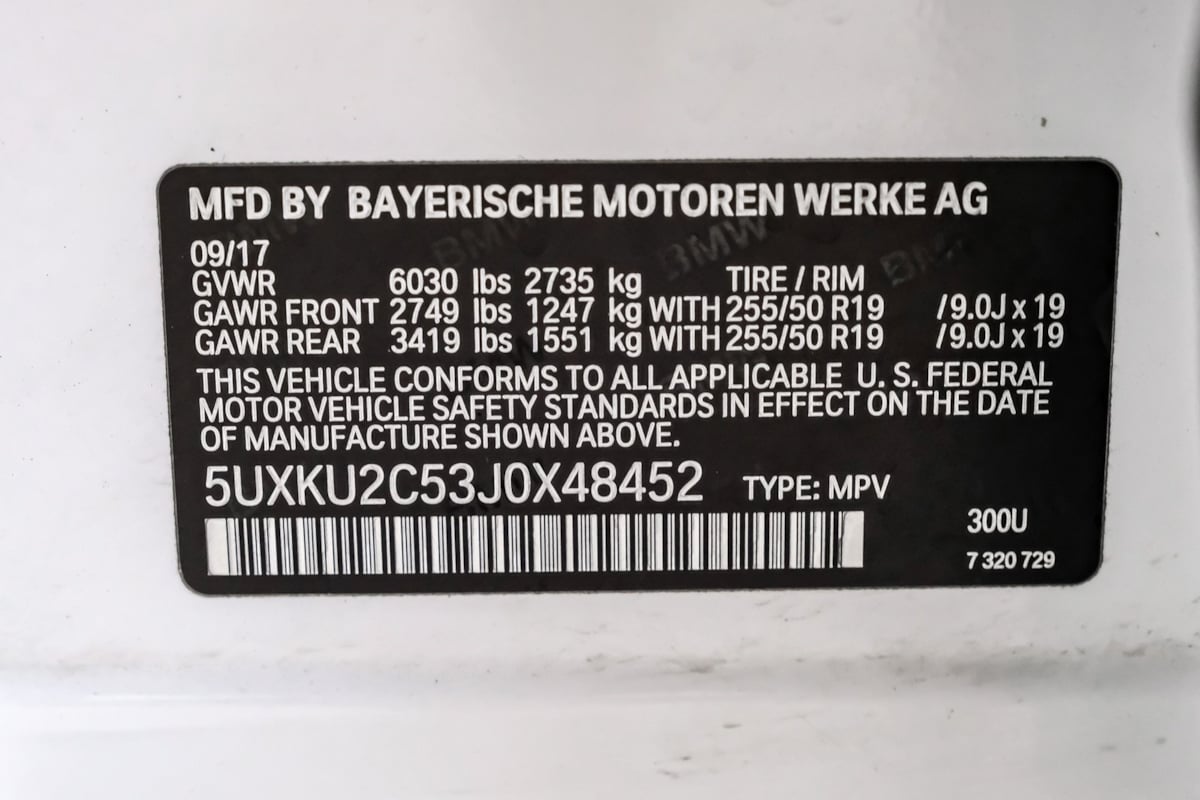 MFD BY BAYERISCHE MOTOREN WERKE AG
09/17
GVWR 6030 lbs 2735 kg TIRE / RIM
GAWR FRONT 2749 lbs 1247 kg WITH 255/50 R19 /9.0J x 19
GAWR REAR 3419 lbs 1551 kg WITH 255/50 R19 /9.0J x 19
THIS VEHICLE CONFORMS TO ALL APPLICABLE U. S. FEDERAL
MOTOR VEHICLE SAFETY STANDARDS IN EFFECT ON THE DATE
OF MANUFACTURE SHOWN ABOVE.
5UXKU2C53J0X48452 TYPE: MPV
300U
7 320 729